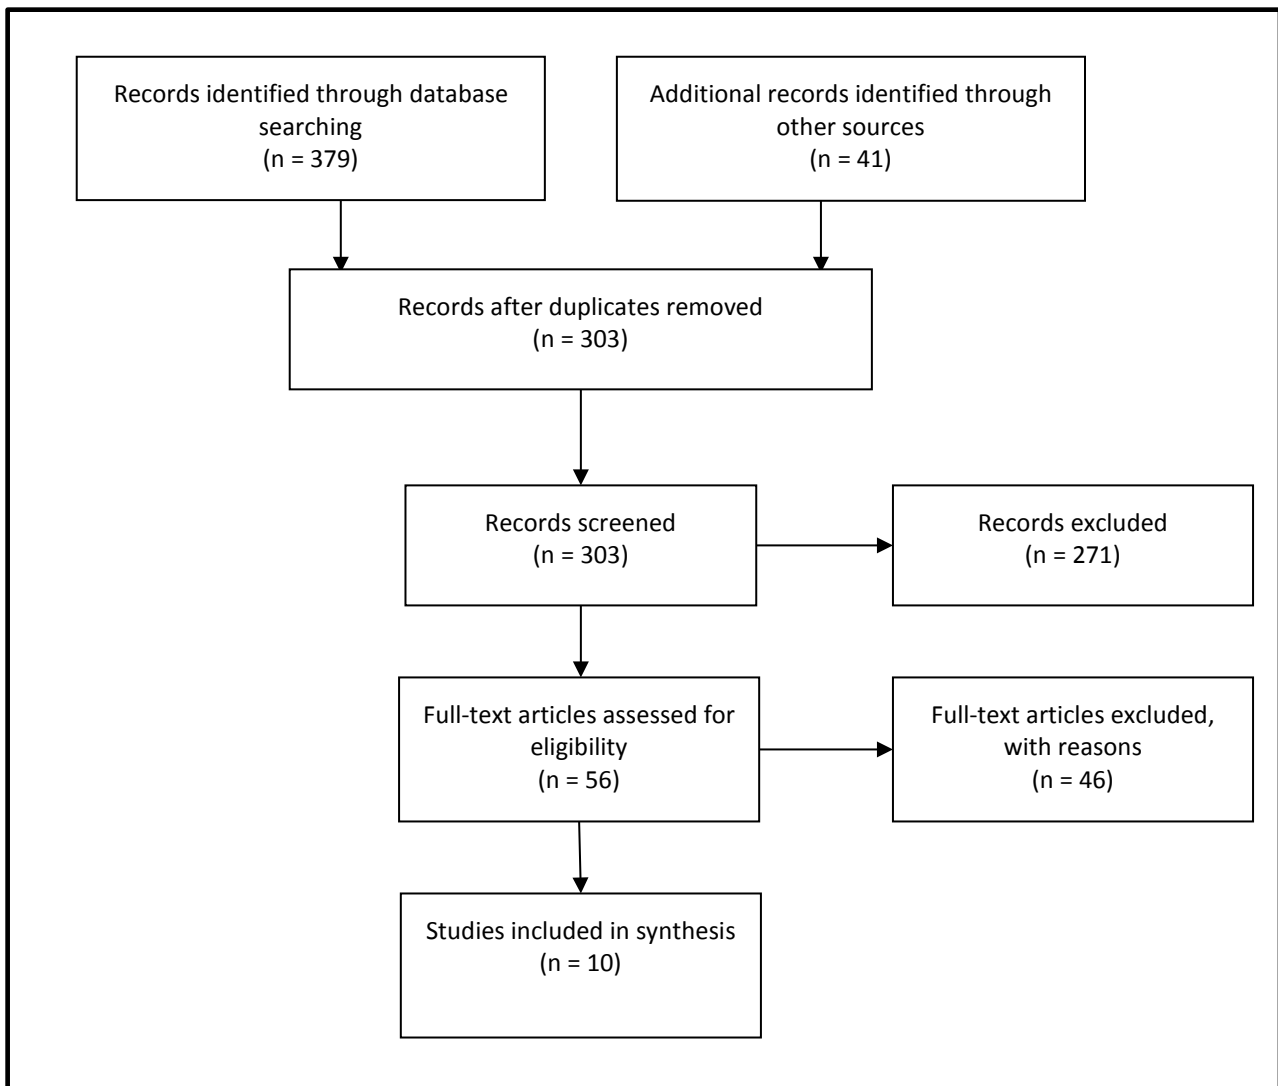 Records identified through database
searching
(n = 379)
Additional records identified through
other sources
(n = 41)
Records after duplicates removed
(n = 303)
Records screened
(n = 303)
Records excluded
(n = 271)
Full-text articles assessed for
eligibility
(n = 56)
Full-text articles excluded,
with reasons
(n = 46)
Studies included in synthesis
(n = 10)